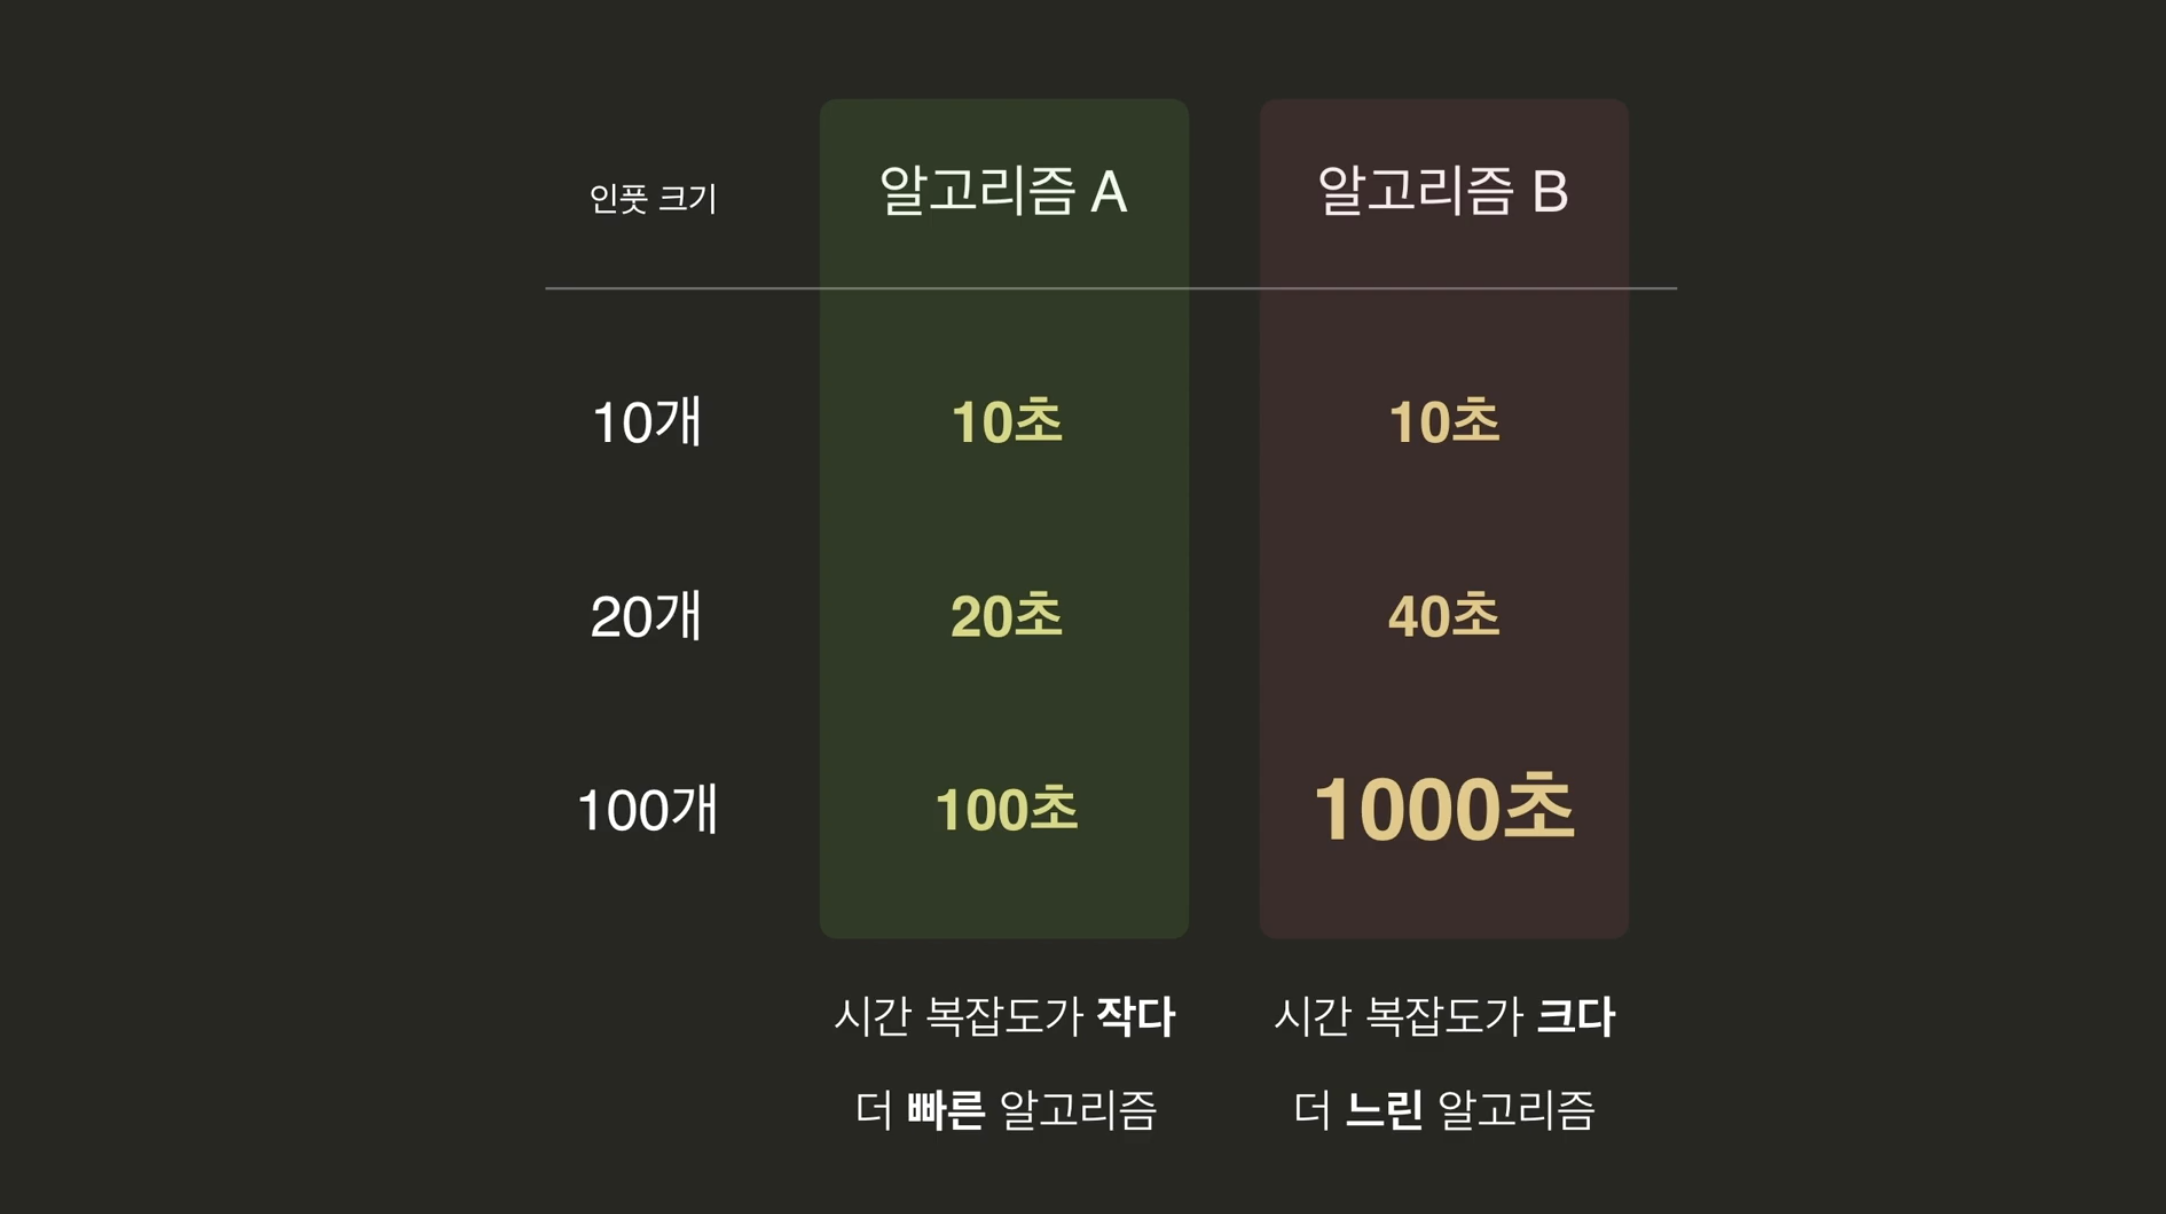 인풋 크기 알고리즘 A 알고리즘 B
10개 10초 10초
20개 20초 40초
100개 100초 1000초
시간 복잡도가 작다 시간 복잡도가 크다
더 빠른 알고리즘 더 느린 알고리즘